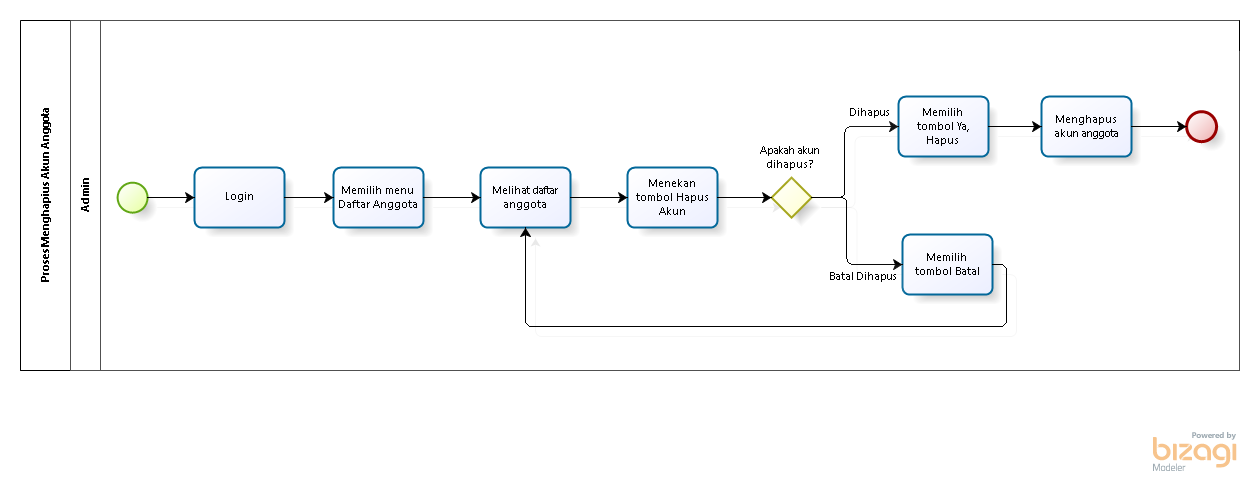 Proses Menghapius Akun Anggota
Admin
Login
Memilih menu
Daftar Anggota
Melihat daftar
anggota
Menekan
tombol Hapus
Akun
Apakah akun
dihapus?
Dihapus
Memilih
tombol Ya,
Hapus
Menghapus
akun anggota
Batal Dihapus
Memilih
tombol Batal
Powered by
bizagi
Modeler